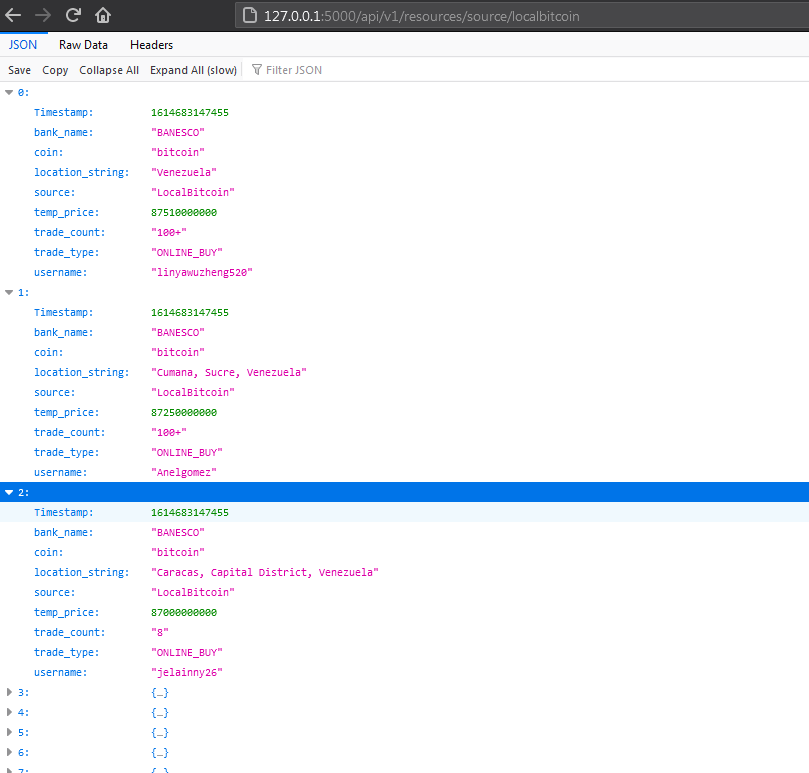 127.0.0.1:5000/api/v1/resources/source/localbitcoin
JSON Raw Data Headers
Save Copy Collapse All Expand All (slow) Filter JSON
0:
Timestamp: 1614683147455
bank_name: "BANESCO"
coin: "bitcoin"
location_string: "Venezuela"
source: "LocalBitcoin"
temp_price: 87510000000
trade_count: "100+"
trade_type: "ONLINE_BUY"
username: "linyawuzheng520"
1:
Timestamp: 1614683147455
bank_name: "BANESCO"
coin: "bitcoin"
location_string: "Cumana, Sucre, Venezuela"
source: "LocalBitcoin"
temp_price: 87250000000
trade_count: "100+"
trade_type: "ONLINE_BUY"
username: "Anelgomez"
2:
Timestamp: 1614683147455
bank_name: "BANESCO"
coin: "bitcoin"
location_string: "Caracas, Capital District, Venezuela"
source: "LocalBitcoin"
temp_price: 87000000000
trade_count: "8"
trade_type: "ONLINE_BUY"
username: "jelainny26"
3: {…}
4: {…}
5: {…}
6: {…}
7: {…}